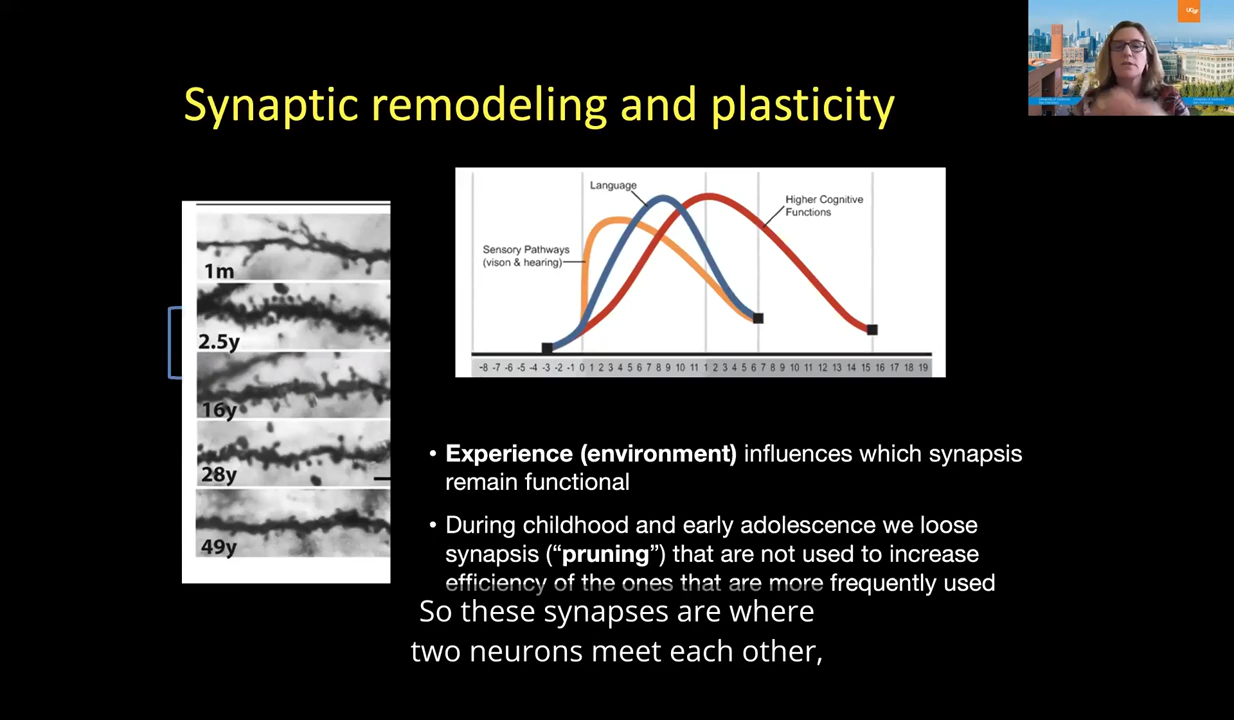 UCSF
Synaptic remodeling and plasticity
Language
Higher Cognitive
Functions
Sensory Pathways
(vison & hearing)
-8 -7 -6 -5 -4 -3 -2 -1 0 1 2 3 4 5 6 7 8 9 10 11 1 2 3 4 5 6 7 8 9 10 11 12 13 14 15 16 17 18 19
1m
2.5y
16y
28y
49y
• Experience (environment) influences which synapsis
remain functional
• During childhood and early adolescence we loose
synapsis (“pruning”) that are not used to increase
efficiency of the ones that are more frequently used
So these synapses are where
two neurons meet each other,